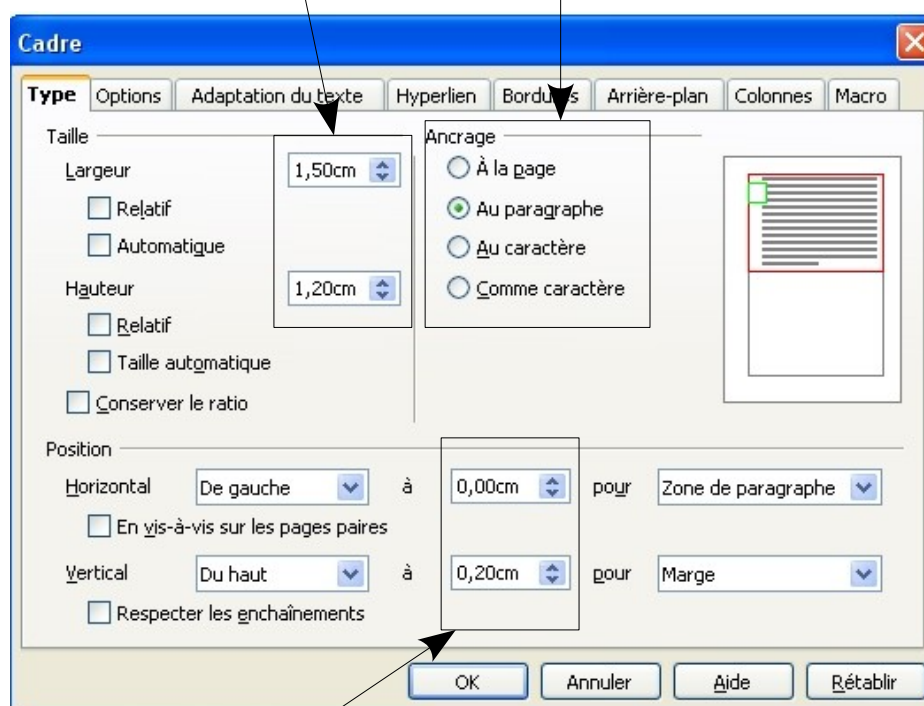 Cadre
Type Options Adaptation du texte Hyperlien Bordures Arrière-plan Colonnes Macro
Taille
Largeur 1,50cm
Relatif
Automatique
Hauteur 1,20cm
Relatif
Taille automatique
Conserver le ratio
Ancrage
À la page
Au paragraphe
Au caractère
Comme caractère
Position
Horizontal De gauche à 0,00cm pour Zone de paragraphe
En vis-à-vis sur les pages paires
Vertical Du haut à 0,20cm pour Marge
Respecter les enchaînements
OK Annuler Aide Rétablir